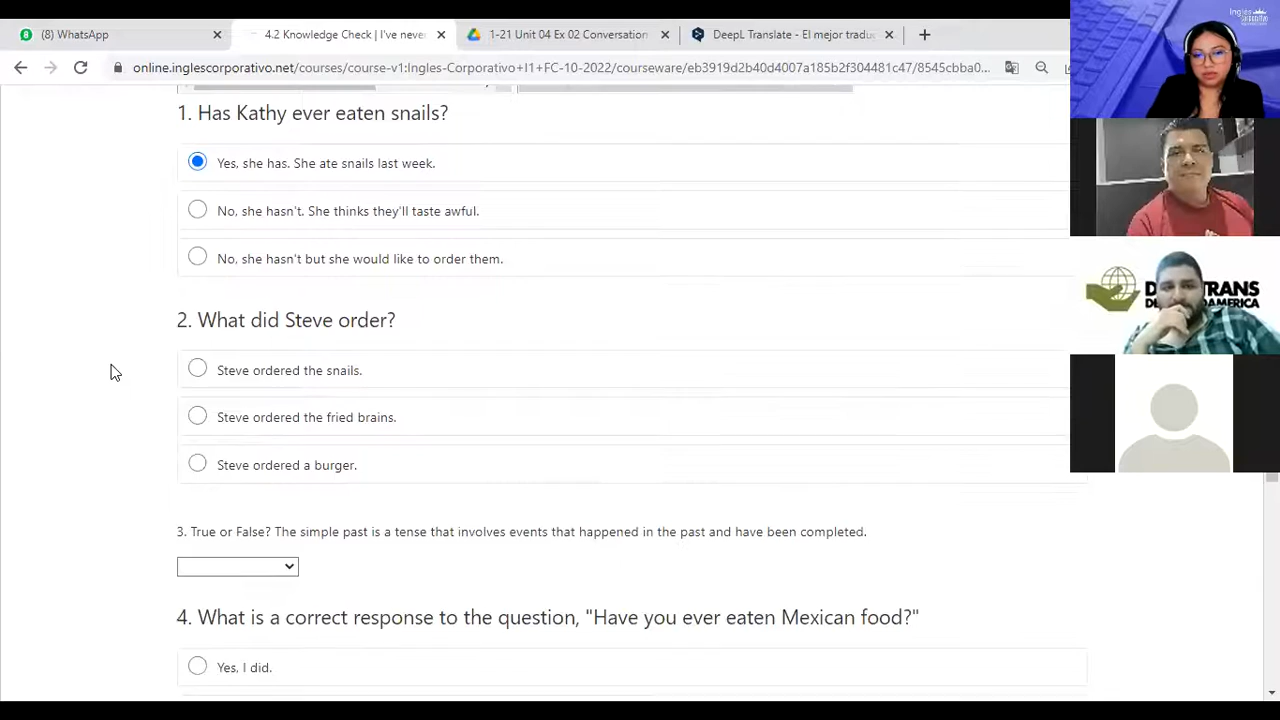 (8) WhatsApp
4.2 Knowledge Check | I've neve
1-21 Unit 04 Ex 02 Conversation
DeepL Translate - El mejor tradu
online.inglescorporativo.net/courses/course-v1:Ingles-Corporativo+I1+FC-10-2022/courseware/eb3919d2b40d4007a185b2f304481c47/8545cbba0...
1. Has Kathy ever eaten snails?
Yes, she has. She ate snails last week.
No, she hasn't. She thinks they'll taste awful.
No, she hasn't but she would like to order them.
2. What did Steve order?
Steve ordered the snails.
Steve ordered the fried brains.
Steve ordered a burger.
3. True or False? The simple past is a tense that involves events that happened in the past and have been completed.
4. What is a correct response to the question, "Have you ever eaten Mexican food?"
Yes, I did.